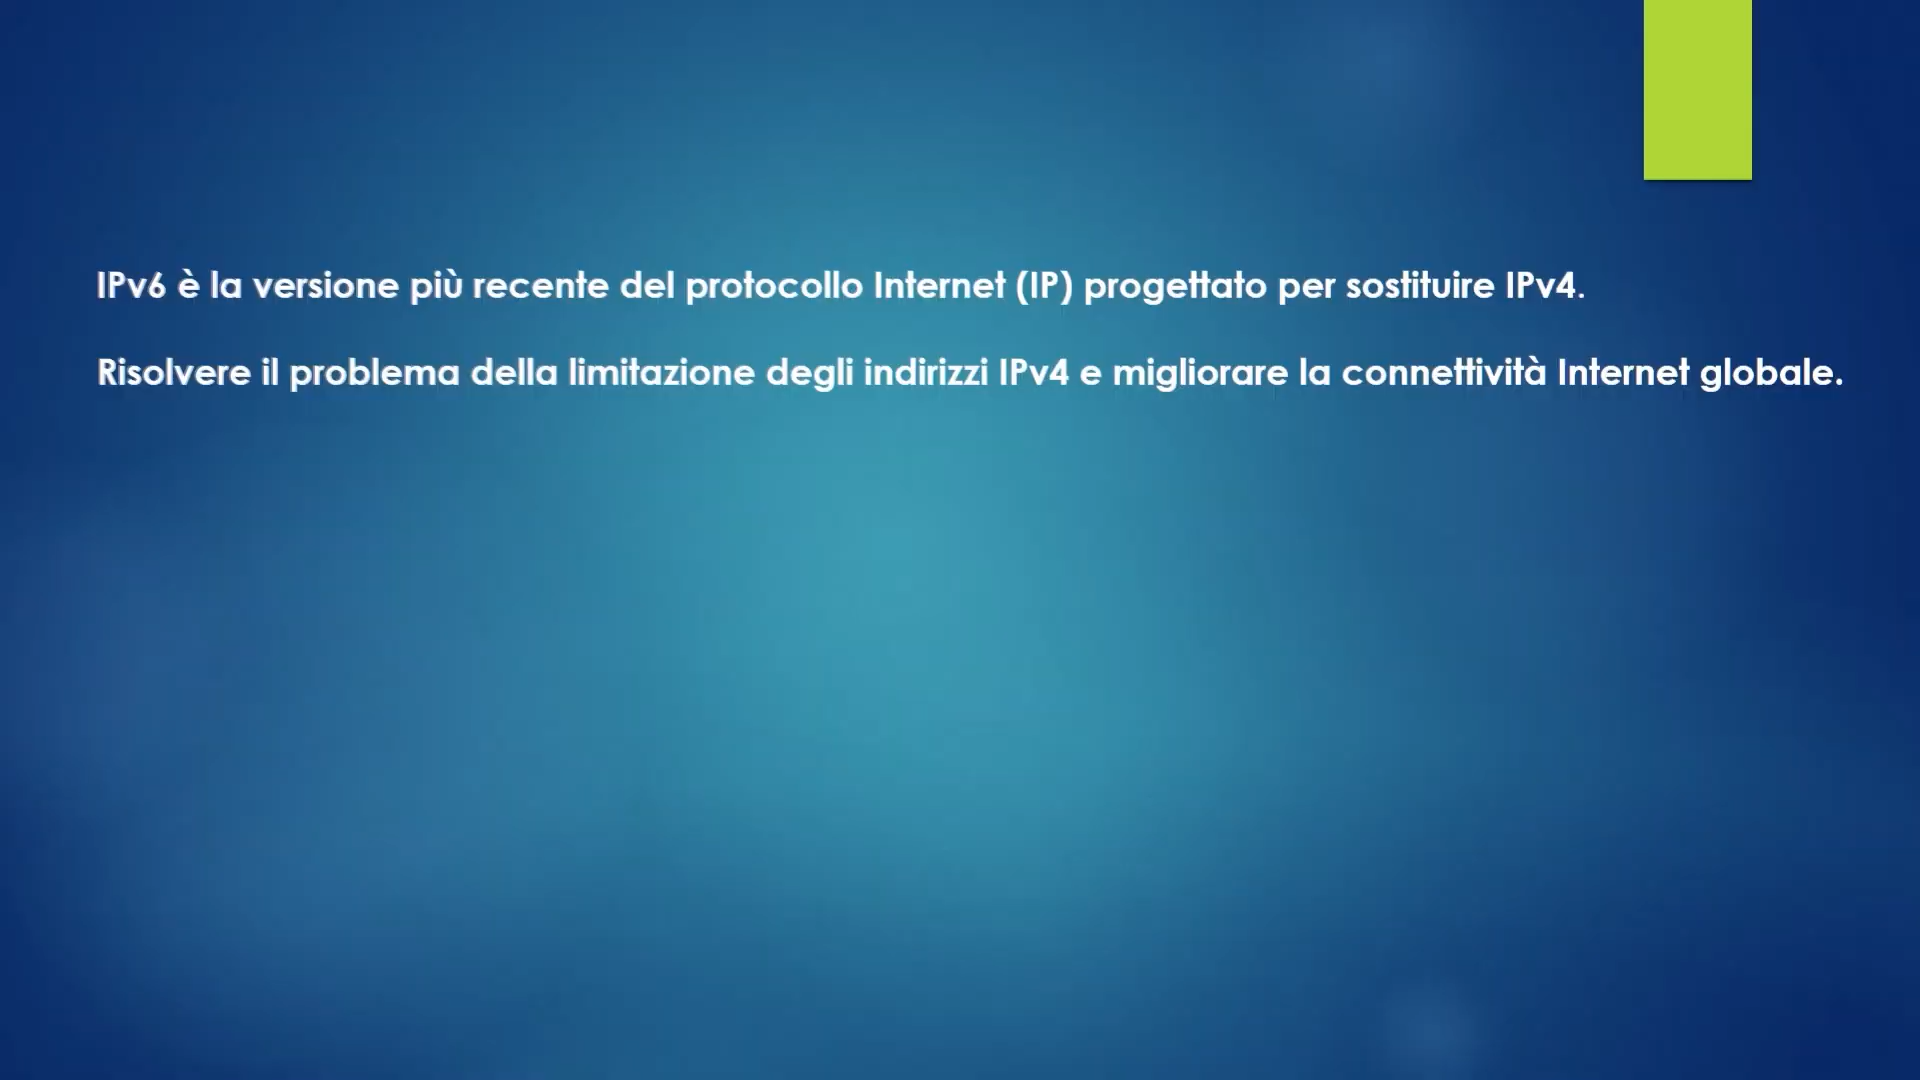 IPv6 è la versione più recente del protocollo Internet (IP) progettato per sostituire IPv4.
Risolvere il problema della limitazione degli indirizzi IPv4 e migliorare la connettività Internet globale.